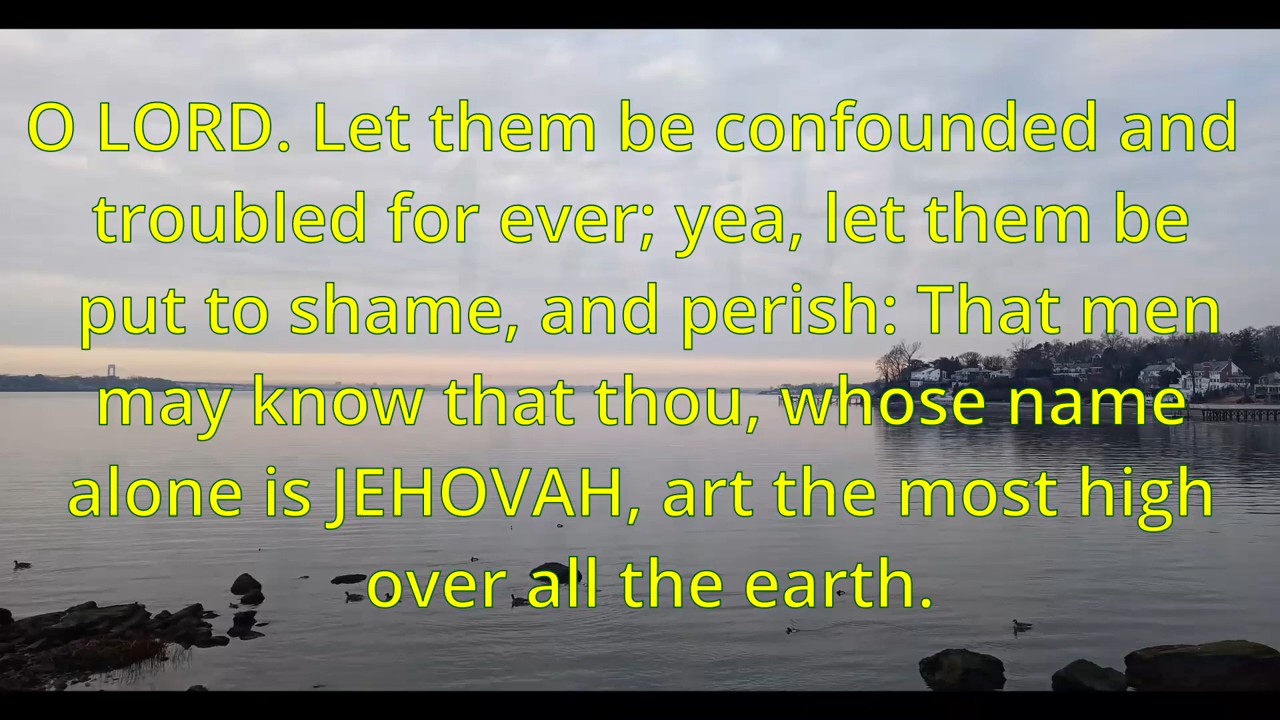 O LORD. Let them be confounded and
troubled for ever; yea, let them be
put to shame, and perish: That men
may know that thou, whose name
alone is JEHOVAH, art the most high
over all the earth.